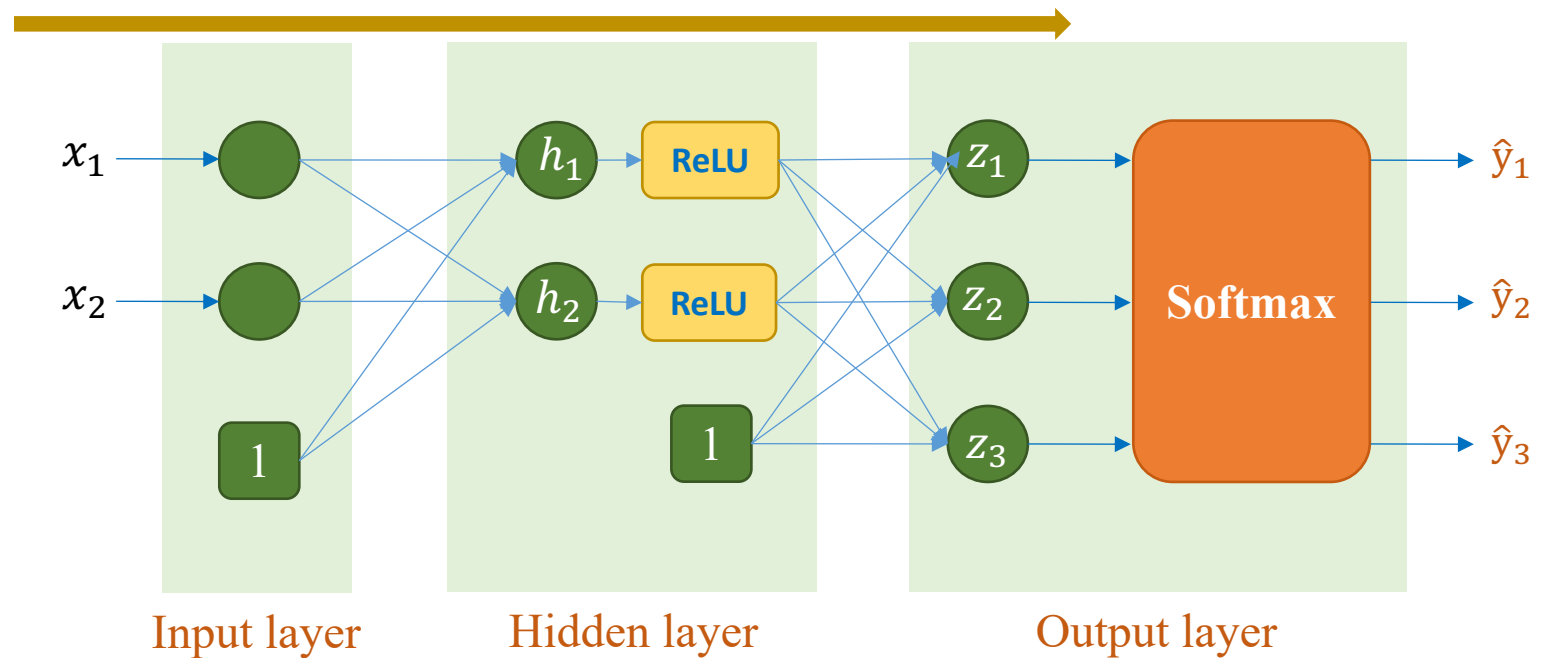 x₁
h₁
ReLU
z₁
ŷ₁
x₂
h₂
ReLU
z₂
Softmax
ŷ₂
1
1
z₃
ŷ₃
Input layer
Hidden layer
Output layer